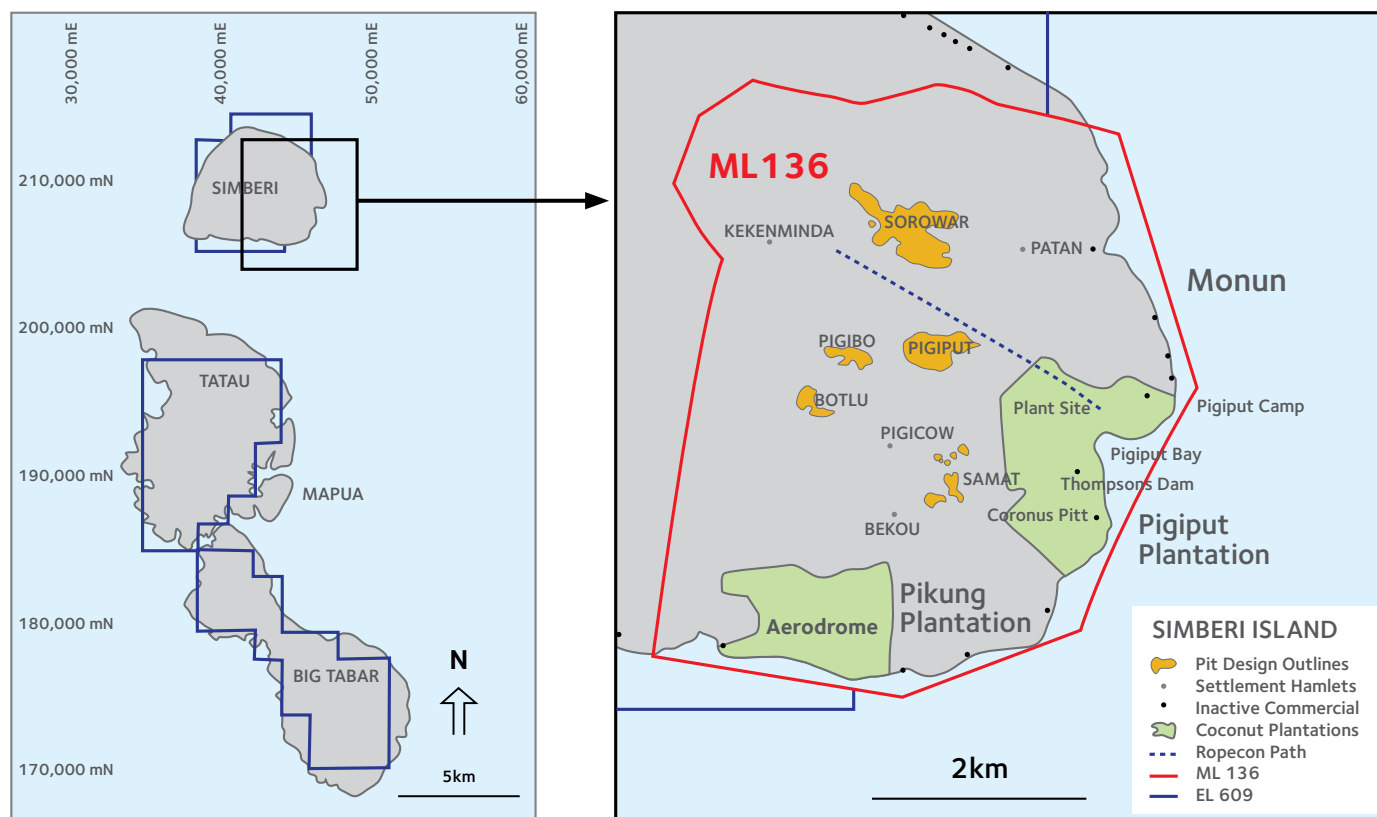 30,000 mE
40,000 mE
50,000 mE
60,000 mE
210,000 mN
200,000 mN
190,000 mN
180,000 mN
170,000 mN
SIMBERI
TATAU
MAPUA
BIG TABAR
N
5km
ML136
KEKENMINDA
SOROWAR
PATAN
Monun
PIGIBO
PIGIPUT
BOTLU
Plant Site
Pigiput Camp
PIGICOW
Pigiput Bay
SAMAT
Thompsons Dam
Coronus Pitt
BEKOU
Pigiput
Plantation
Pikung
Plantation
Aerodrome
2km
SIMBERI ISLAND
Pit Design Outlines
Settlement Hamlets
Inactive Commercial
Coconut Plantations
Ropecon Path
ML 136
EL 609